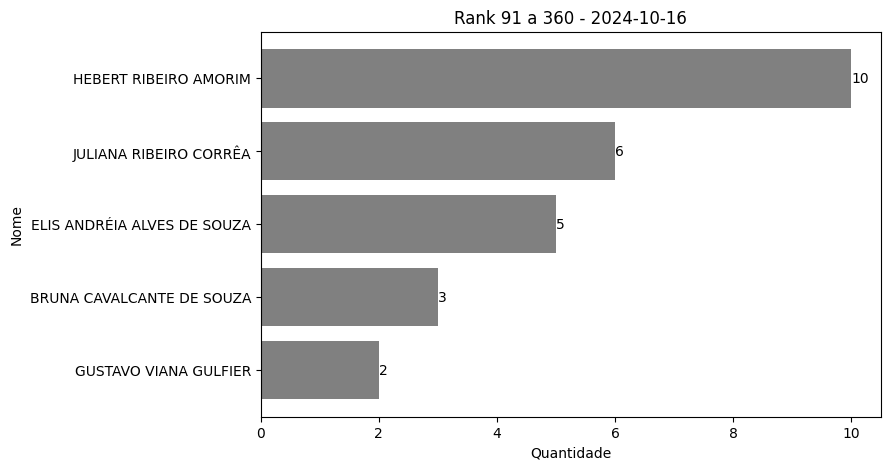 Rank 91 a 360 - 2024-10-16
HEBERT RIBEIRO AMORIM
10
JULIANA RIBEIRO CORRÊA
6
ELIS ANDRÉIA ALVES DE SOUZA
5
BRUNA CAVALCANTE DE SOUZA
3
GUSTAVO VIANA GULFIER
2
Nome
0 2 4 6 8 10
Quantidade